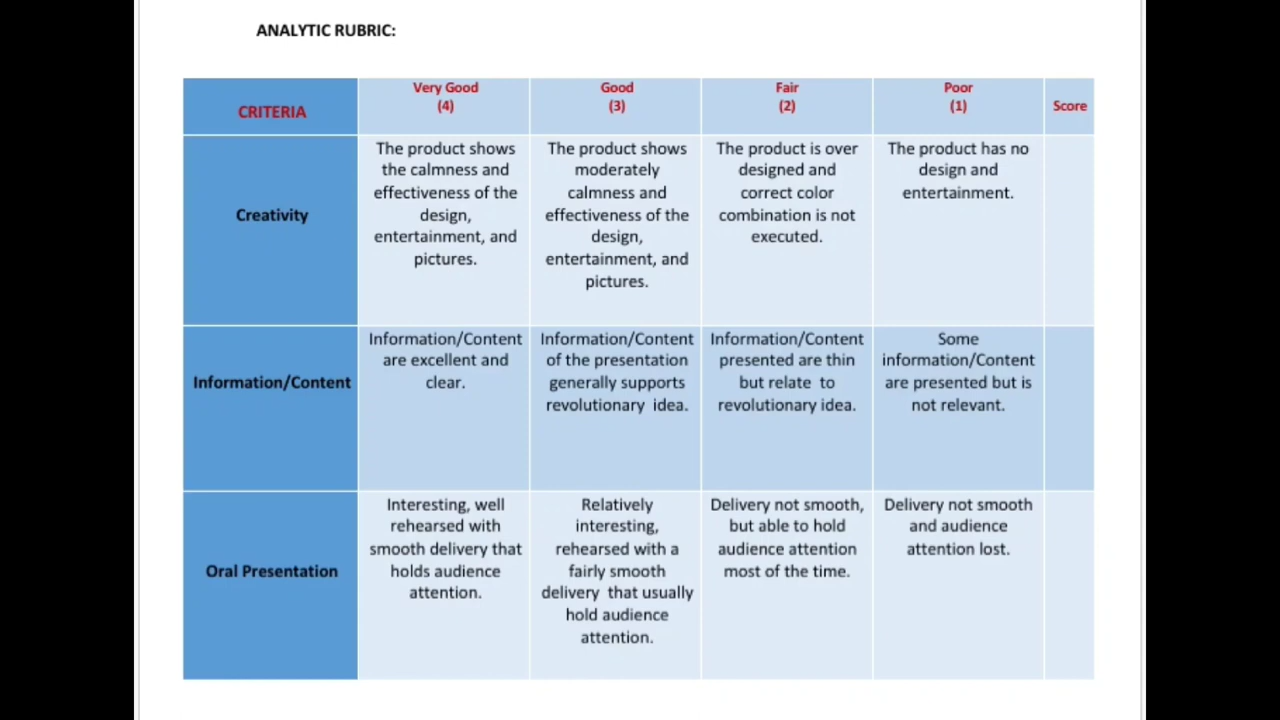 ANALYTIC RUBRIC:
CRITERIA
Very Good
(4)
Good
(3)
Fair
(2)
Poor
(1)
Score
Creativity
The product shows
the calmness and
effectiveness of the
design,
entertainment, and
pictures.
The product shows
moderately
calmness and
effectiveness of the
design,
entertainment, and
pictures.
The product is over
designed and
correct color
combination is not
executed.
The product has no
design and
entertainment.
Information/Content
Information/Content
are excellent and
clear.
Information/Content
of the presentation
generally supports
revolutionary idea.
Information/Content
presented are thin
but relate to
revolutionary idea.
Some
information/Content
are presented but is
not relevant.
Oral Presentation
Interesting, well
rehearsed with
smooth delivery that
holds audience
attention.
Relatively
interesting,
rehearsed with a
fairly smooth
delivery that usually
hold audience
attention.
Delivery not smooth,
but able to hold
audience attention
most of the time.
Delivery not smooth
and audience
attention lost.